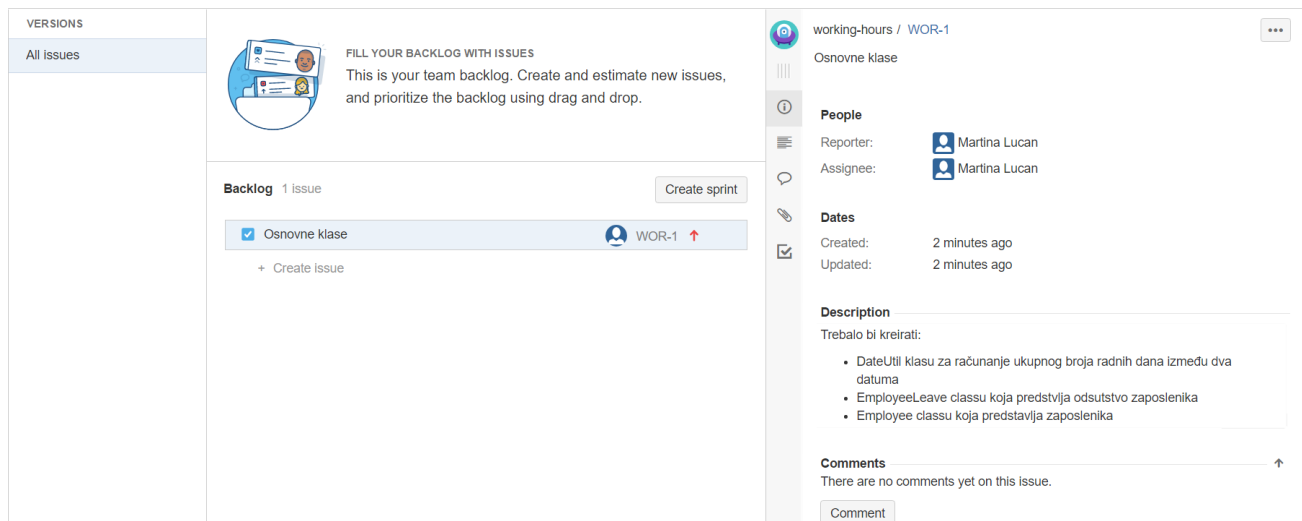 VERSIONS
All issues
FILL YOUR BACKLOG WITH ISSUES
This is your team backlog. Create and estimate new issues,
and prioritize the backlog using drag and drop.
Backlog 1 issue
Create sprint
Osnovne klase
WOR-1
+ Create issue
working-hours / WOR-1
Osnovne klase
People
Reporter: Martina Lucan
Assignee: Martina Lucan
Dates
Created: 2 minutes ago
Updated: 2 minutes ago
Description
Trebalo bi kreirati:
• DateUtil klasu za računanje ukupnog broja radnih dana između dva
datuma
• EmployeeLeave classu koja predstvlja odsutstvo zaposlenika
• Employee classu koja predstavlja zaposlenika
Comments
There are no comments yet on this issue.
Comment